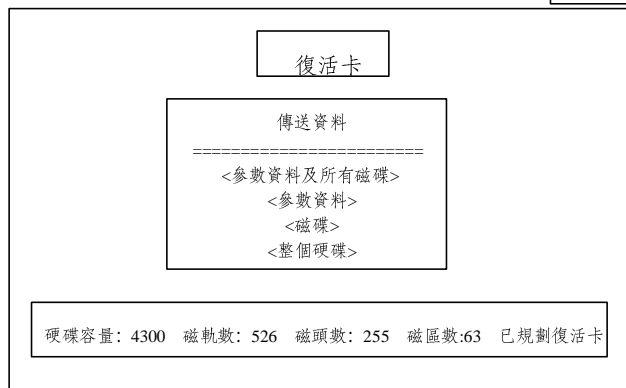 復活卡
傳送資料
========================
<參數資料及所有磁碟>
<參數資料>
<磁碟>
<整個硬碟>
硬碟容量：4300 磁軌數：526 磁頭數：255 磁區數:63 已規劃復活卡